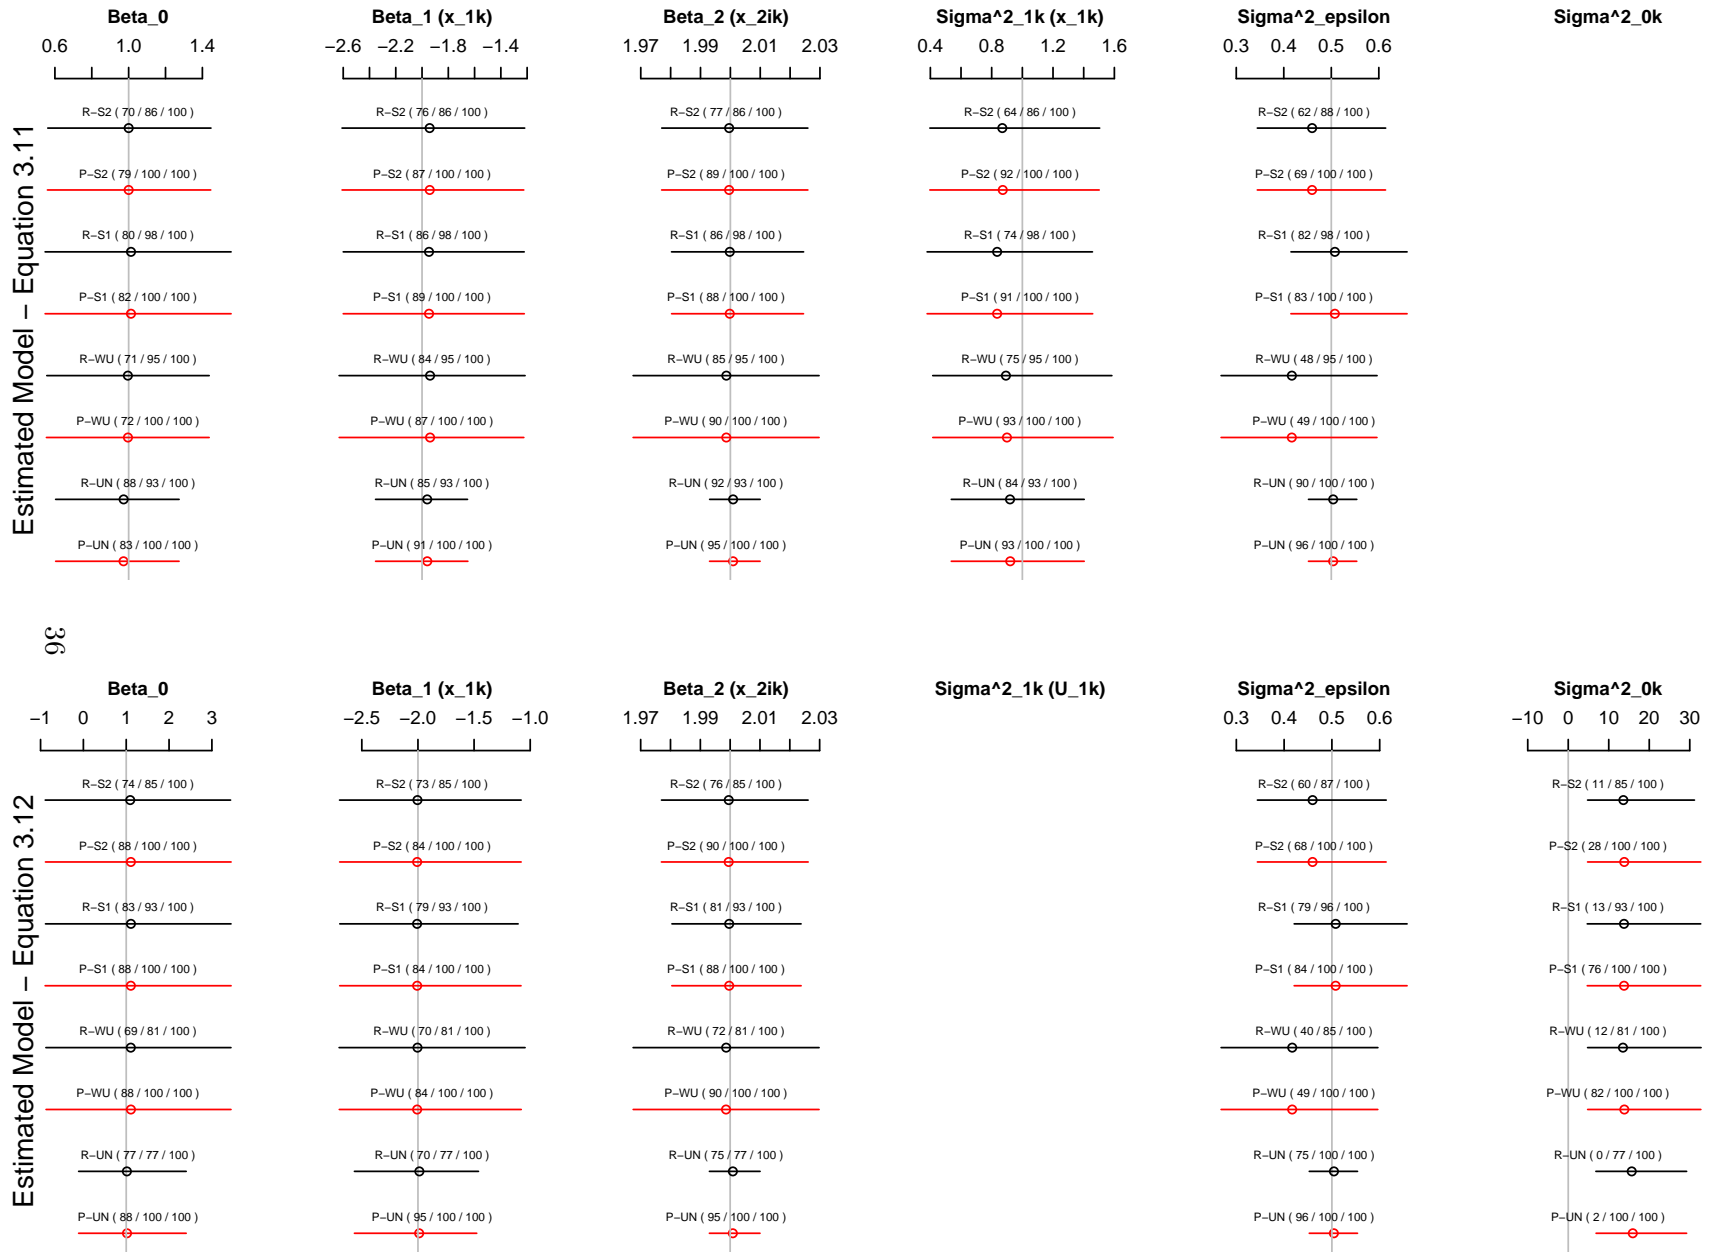 Estimated Model − Equation 3.11
Beta_0
0.6 1.0 1.4
R−S2 ( 70 / 86 / 100 )
P−S2 ( 79 / 100 / 100 )
R−S1 ( 80 / 98 / 100 )
P−S1 ( 82 / 100 / 100 )
R−WU ( 71 / 95 / 100 )
P−WU ( 72 / 100 / 100 )
R−UN ( 88 / 93 / 100 )
P−UN ( 83 / 100 / 100 )
Beta_1 (x_1k)
−2.6 −2.2 −1.8 −1.4
R−S2 ( 76 / 86 / 100 )
P−S2 ( 87 / 100 / 100 )
R−S1 ( 86 / 98 / 100 )
P−S1 ( 89 / 100 / 100 )
R−WU ( 84 / 95 / 100 )
P−WU ( 87 / 100 / 100 )
R−UN ( 85 / 93 / 100 )
P−UN ( 91 / 100 / 100 )
Beta_2 (x_2ik)
1.97 1.99 2.01 2.03
R−S2 ( 77 / 86 / 100 )
P−S2 ( 89 / 100 / 100 )
R−S1 ( 86 / 98 / 100 )
P−S1 ( 88 / 100 / 100 )
R−WU ( 85 / 95 / 100 )
P−WU ( 90 / 100 / 100 )
R−UN ( 92 / 93 / 100 )
P−UN ( 95 / 100 / 100 )
Sigma^2_1k (x_1k)
0.4 0.8 1.2 1.6
R−S2 ( 64 / 86 / 100 )
P−S2 ( 92 / 100 / 100 )
R−S1 ( 74 / 98 / 100 )
P−S1 ( 91 / 100 / 100 )
R−WU ( 75 / 95 / 100 )
P−WU ( 93 / 100 / 100 )
R−UN ( 84 / 93 / 100 )
P−UN ( 93 / 100 / 100 )
Sigma^2_epsilon
0.3 0.4 0.5 0.6
R−S2 ( 62 / 88 / 100 )
P−S2 ( 69 / 100 / 100 )
R−S1 ( 82 / 98 / 100 )
P−S1 ( 83 / 100 / 100 )
R−WU ( 48 / 95 / 100 )
P−WU ( 49 / 100 / 100 )
R−UN ( 90 / 100 / 100 )
P−UN ( 96 / 100 / 100 )
Sigma^2_0k
36
Estimated Model − Equation 3.12
Beta_0
−1 0 1 2 3
R−S2 ( 74 / 85 / 100 )
P−S2 ( 88 / 100 / 100 )
R−S1 ( 83 / 93 / 100 )
P−S1 ( 88 / 100 / 100 )
R−WU ( 69 / 81 / 100 )
P−WU ( 88 / 100 / 100 )
R−UN ( 77 / 77 / 100 )
P−UN ( 88 / 100 / 100 )
Beta_1 (x_1k)
−2.5 −2.0 −1.5 −1.0
R−S2 ( 73 / 85 / 100 )
P−S2 ( 84 / 100 / 100 )
R−S1 ( 79 / 93 / 100 )
P−S1 ( 84 / 100 / 100 )
R−WU ( 70 / 81 / 100 )
P−WU ( 84 / 100 / 100 )
R−UN ( 70 / 77 / 100 )
P−UN ( 95 / 100 / 100 )
Beta_2 (x_2ik)
1.97 1.99 2.01 2.03
R−S2 ( 76 / 85 / 100 )
P−S2 ( 90 / 100 / 100 )
R−S1 ( 81 / 93 / 100 )
P−S1 ( 88 / 100 / 100 )
R−WU ( 72 / 81 / 100 )
P−WU ( 90 / 100 / 100 )
R−UN ( 75 / 77 / 100 )
P−UN ( 95 / 100 / 100 )
Sigma^2_1k (U_1k)
Sigma^2_epsilon
0.3 0.4 0.5 0.6
R−S2 ( 60 / 87 / 100 )
P−S2 ( 68 / 100 / 100 )
R−S1 ( 79 / 96 / 100 )
P−S1 ( 84 / 100 / 100 )
R−WU ( 40 / 85 / 100 )
P−WU ( 49 / 100 / 100 )
R−UN ( 75 / 100 / 100 )
P−UN ( 96 / 100 / 100 )
Sigma^2_0k
−10 0 10 20 30
R−S2 ( 11 / 85 / 100 )
P−S2 ( 28 / 100 / 100 )
R−S1 ( 13 / 93 / 100 )
P−S1 ( 76 / 100 / 100 )
R−WU ( 12 / 81 / 100 )
P−WU ( 82 / 100 / 100 )
R−UN ( 0 / 77 / 100 )
P−UN ( 2 / 100 / 100 )